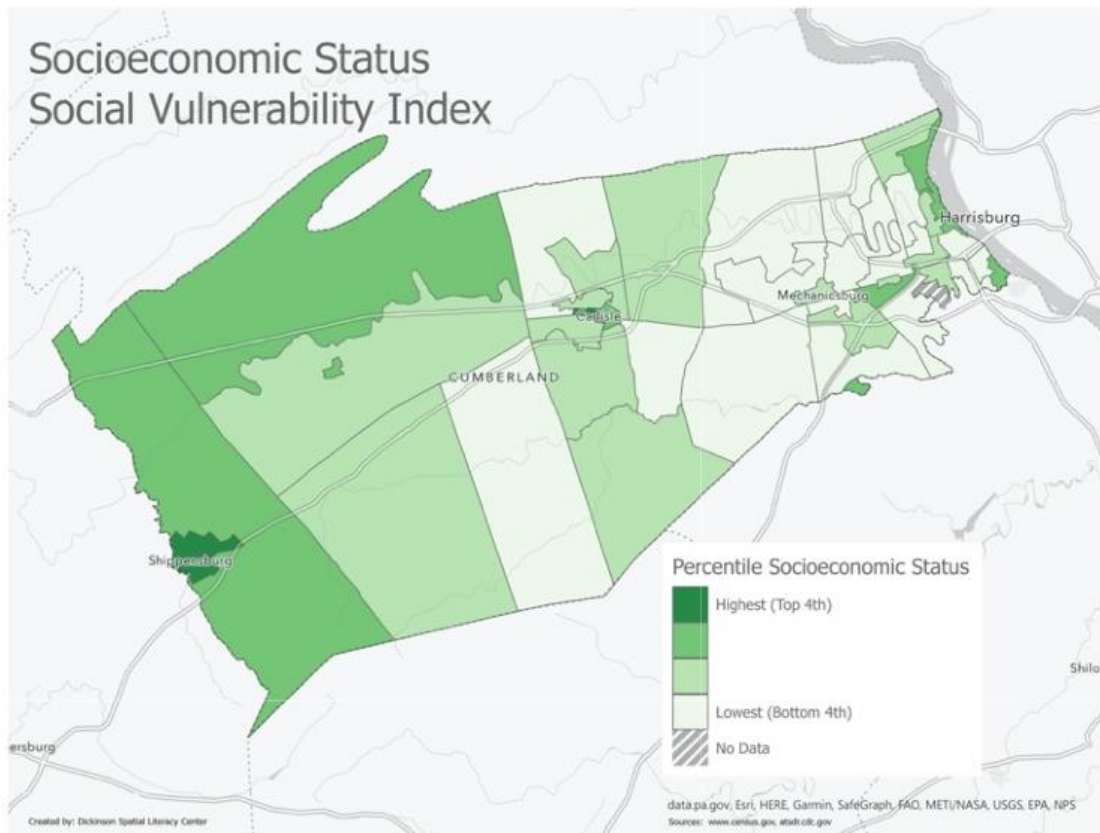 Socioeconomic Status
Social Vulnerability Index
Harrisburg
Mechanicsburg
Carlisle
CUMBERLAND
Shippensburg
Percentile Socioeconomic Status
Highest (Top 4th)
Lowest (Bottom 4th)
No Data
Shilo
ersburg
data.pa.gov, Esri, HERE, Garmin, SafeGraph, FAO, METI/NASA, USGS, EPA, NPS
Created by: Dickinson Spatial Literacy Center
Sources: www.census.gov, atsdr.cdc.gov